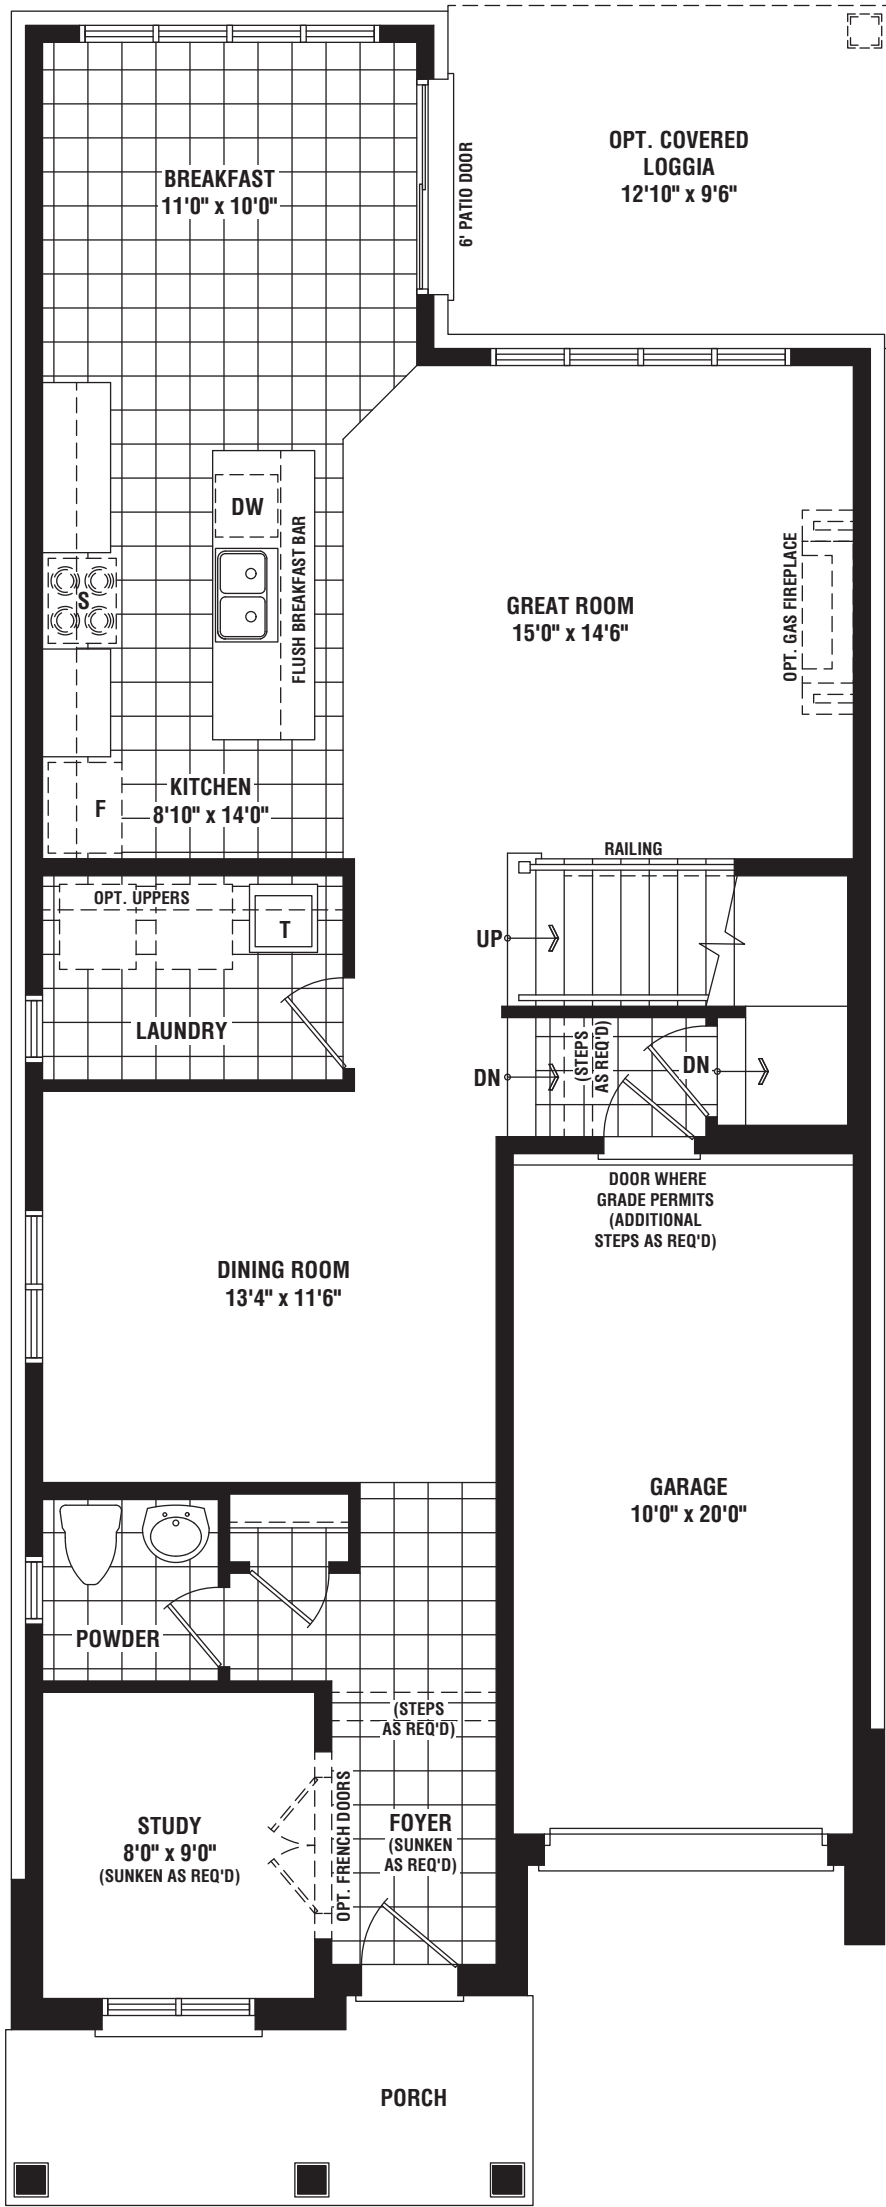 BREAKFAST
11'0" x 10'0"
6' PATIO DOOR
OPT. COVERED
LOGGIA
12'10" x 9'6"
DW
FLUSH BREAKFAST BAR
S
GREAT ROOM
15'0" x 14'6"
OPT. GAS FIREPLACE
KITCHEN
8'10" x 14'0"
F
RAILING
OPT. UPPERS
T
UP
LAUNDRY
(STEPS
AS REQ'D)
DN
DN
DOOR WHERE
GRADE PERMITS
(ADDITIONAL
STEPS AS REQ'D)
DINING ROOM
13'4" x 11'6"
GARAGE
10'0" x 20'0"
POWDER
(STEPS
AS REQ'D)
STUDY
8'0" x 9'0"
(SUNKEN AS REQ'D)
OPT. FRENCH DOORS
FOYER
(SUNKEN
AS REQ'D)
PORCH